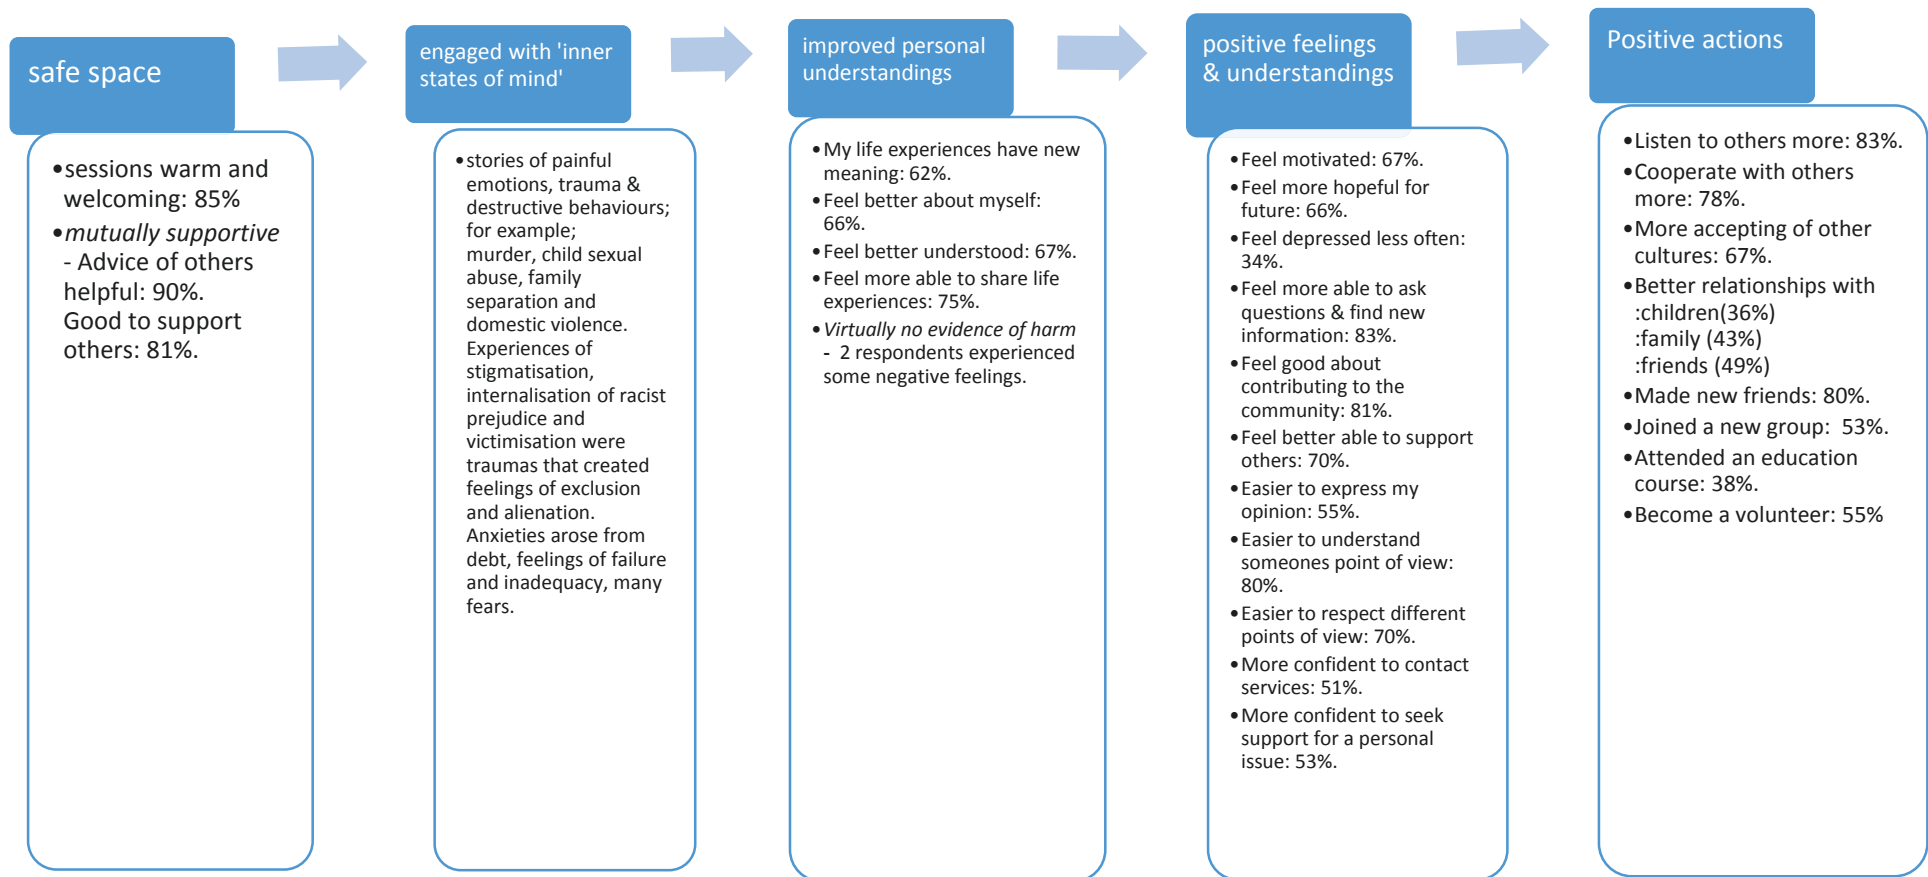 safe space
•sessions warm and
welcoming: 85%
•mutually supportive
- Advice of others
helpful: 90%.
Good to support
others: 81%.
engaged with 'inner
states of mind'
•stories of painful
emotions, trauma &
destructive behaviours;
for example;
murder, child sexual
abuse, family
separation and
domestic violence.
Experiences of
stigmatisation,
internalisation of racist
prejudice and
victimisation were
traumas that created
feelings of exclusion
and alienation.
Anxieties arose from
debt, feelings of failure
and inadequacy, many
fears.
improved personal
understandings
•My life experiences have new
meaning: 62%.
•Feel better about myself:
66%.
•Feel better understood: 67%.
•Feel more able to share life
experiences: 75%.
•Virtually no evidence of harm
- 2 respondents experienced
some negative feelings.
positive feelings
& understandings
•Feel motivated: 67%.
•Feel more hopeful for
future: 66%.
•Feel depressed less often:
34%.
•Feel more able to ask
questions & find new
information: 83%.
•Feel good about
contributing to the
community: 81%.
•Feel better able to support
others: 70%.
•Easier to express my
opinion: 55%.
•Easier to understand
someones point of view:
80%.
•Easier to respect different
points of view: 70%.
•More confident to contact
services: 51%.
•More confident to seek
support for a personal
issue: 53%.
Positive actions
•Listen to others more: 83%.
•Cooperate with others
more: 78%.
•More accepting of other
cultures: 67%.
•Better relationships with
:children(36%)
:family (43%)
:friends (49%)
•Made new friends: 80%.
•Joined a new group: 53%.
•Attended an education
course: 38%.
•Become a volunteer: 55%